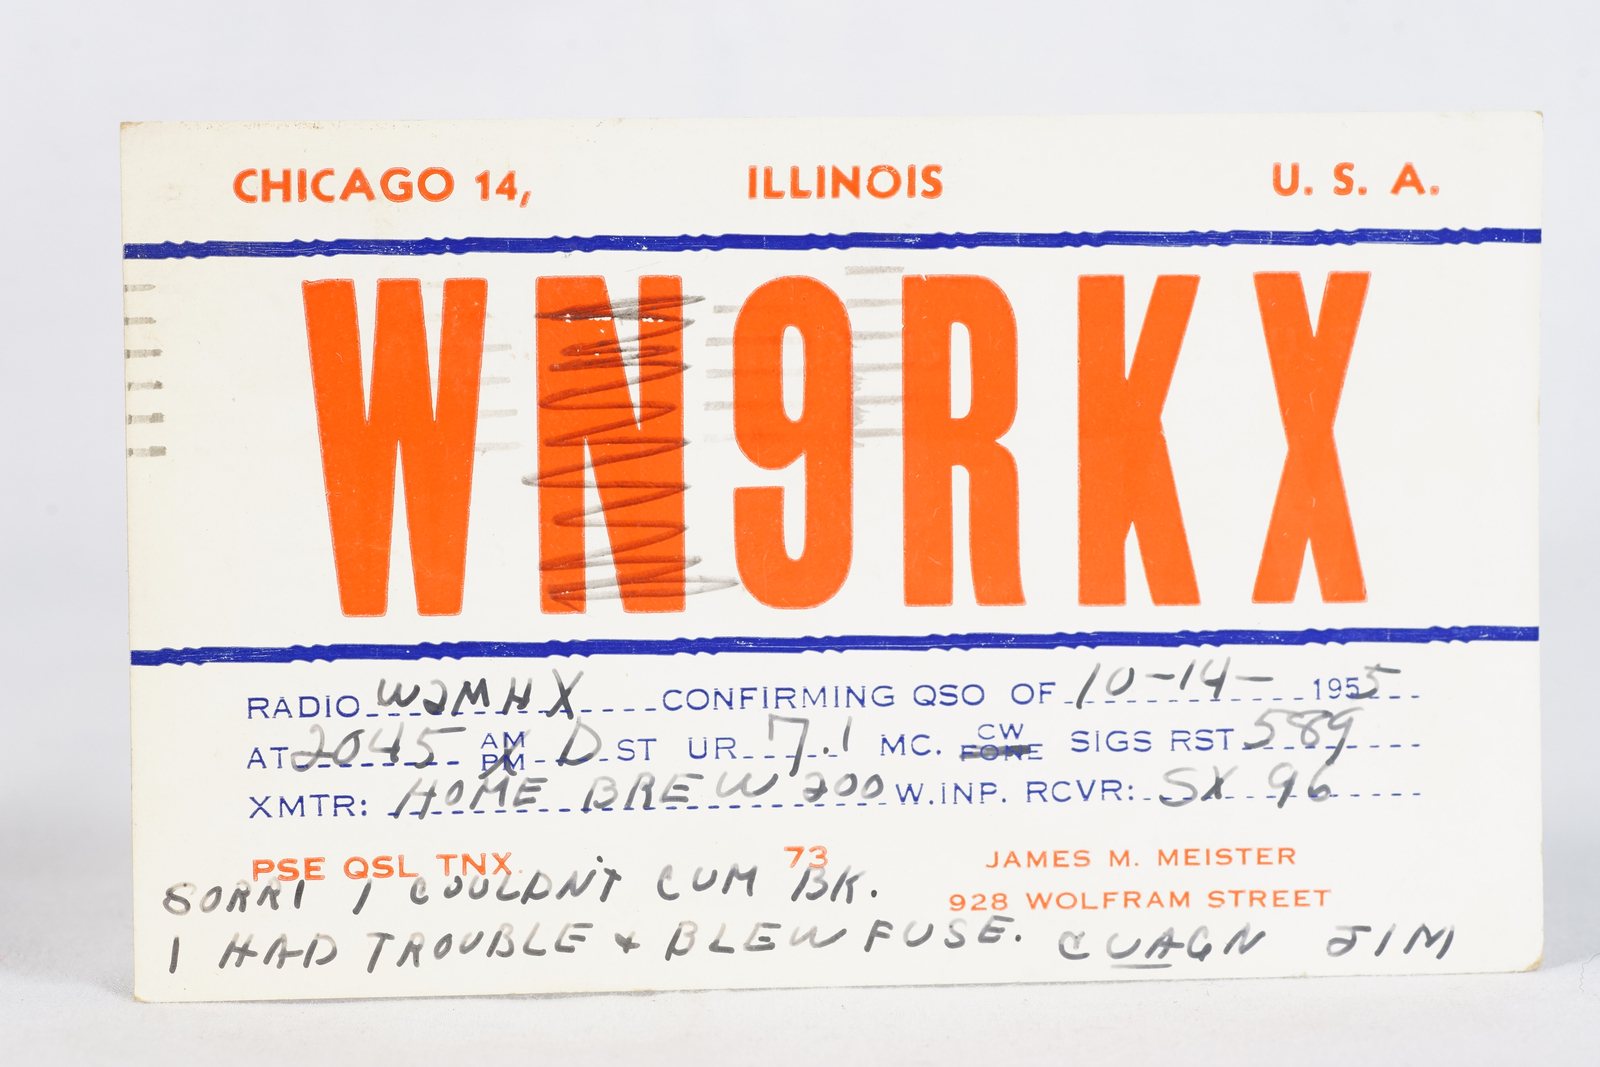 CHICAGO 14, ILLINOIS U. S. A.
WN9RKX
RADIO W2MHX CONFIRMING QSO OF 10-14- 1955
AT 2045 AM PM DST UR 7.1 MC. CW FONE SIGS RST 589
XMTR: HOME BREW 200 W.INP. RCVR: SX 96
PSE QSL TNX. 73 JAMES M. MEISTER
928 WOLFRAM STREET
SORRI I COULDN'T CUM BK.
I HAD TROUBLE & BLEW FUSE. CUAGN JIM